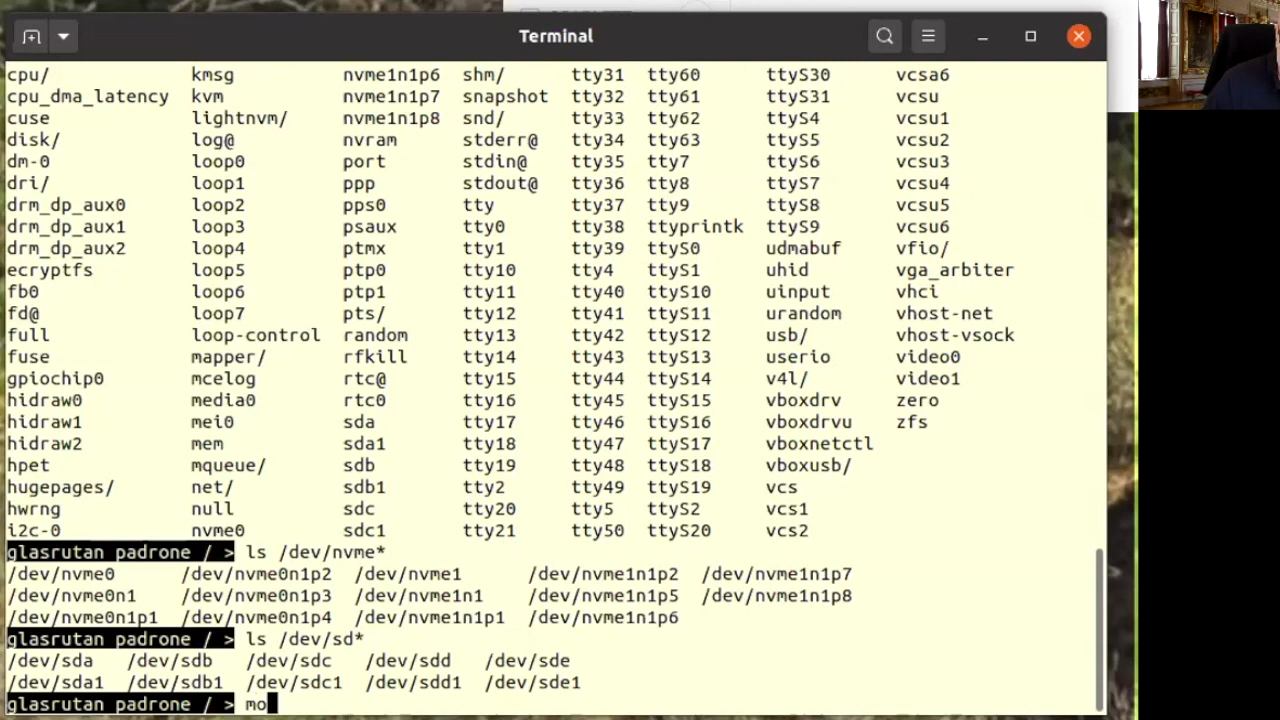 Terminal
cpu/ kmsg nvme1n1p6 shm/ tty31 tty60 ttyS30 vcsa6
cpu_dma_latency kvm nvme1n1p7 snapshot tty32 tty61 ttyS31 vcsu
cuse lightnvm/ nvme1n1p8 snd/ tty33 tty62 ttyS4 vcsu1
disk/ log@ nvram stderr@ tty34 tty63 ttyS5 vcsu2
dm-0 loop0 port stdin@ tty35 tty7 ttyS6 vcsu3
dri/ loop1 ppp stdout@ tty36 tty8 ttyS7 vcsu4
drm_dp_aux0 loop2 pps0 tty tty37 tty9 ttyS8 vcsu5
drm_dp_aux1 loop3 psaux tty0 tty38 ttyprintk ttyS9 vcsu6
drm_dp_aux2 loop4 ptmx tty1 tty39 ttyS0 udmabuf vfio/
ecryptfs loop5 ptp0 tty10 tty4 ttyS1 uhid vga_arbiter
fb0 loop6 ptp1 tty11 tty40 ttyS10 uinput vhci
fd@ loop7 pts/ tty12 tty41 ttyS11 urandom vhost-net
full loop-control random tty13 tty42 ttyS12 usb/ vhost-vsock
fuse mapper/ rfkill tty14 tty43 ttyS13 userio video0
gpiochip0 mcelog rtc@ tty15 tty44 ttyS14 v4l/ video1
hidraw0 media0 rtc0 tty16 tty45 ttyS15 vboxdrv zero
hidraw1 mei0 sda tty17 tty46 ttyS16 vboxdrvu zfs
hidraw2 mem sda1 tty18 tty47 ttyS17 vboxnetctl
hpet mqueue/ sdb tty19 tty48 ttyS18 vboxusb/
hugepages/ net/ sdb1 tty2 tty49 ttyS19 vcs
hwrng null sdc tty20 tty5 ttyS2 vcs1
i2c-0 nvme0 sdc1 tty21 tty50 ttyS20 vcs2
glasrutan padrone / > ls /dev/nvme*
/dev/nvme0 /dev/nvme0n1p2 /dev/nvme1 /dev/nvme1n1p2 /dev/nvme1n1p7
/dev/nvme0n1 /dev/nvme0n1p3 /dev/nvme1n1 /dev/nvme1n1p5 /dev/nvme1n1p8
/dev/nvme0n1p1 /dev/nvme0n1p4 /dev/nvme1n1p1 /dev/nvme1n1p6
glasrutan padrone / > ls /dev/sd*
/dev/sda /dev/sdb /dev/sdc /dev/sdd /dev/sde
/dev/sda1 /dev/sdb1 /dev/sdc1 /dev/sdd1 /dev/sde1
glasrutan padrone / > mo